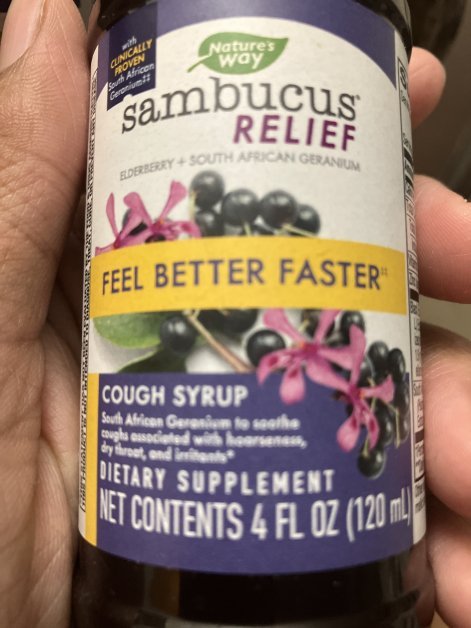 with
CLINICALLY
PROVEN
South African
Geranium‡‡
Nature's
Way
sambucus®
RELIEF
ELDERBERRY + SOUTH AFRICAN GERANIUM
FEEL BETTER FASTER‡‡
COUGH SYRUP
South African Geranium to soothe
coughs associated with hoarseness,
dry throat, and irritants*
DIETARY SUPPLEMENT
NET CONTENTS 4 FL OZ (120 mL)